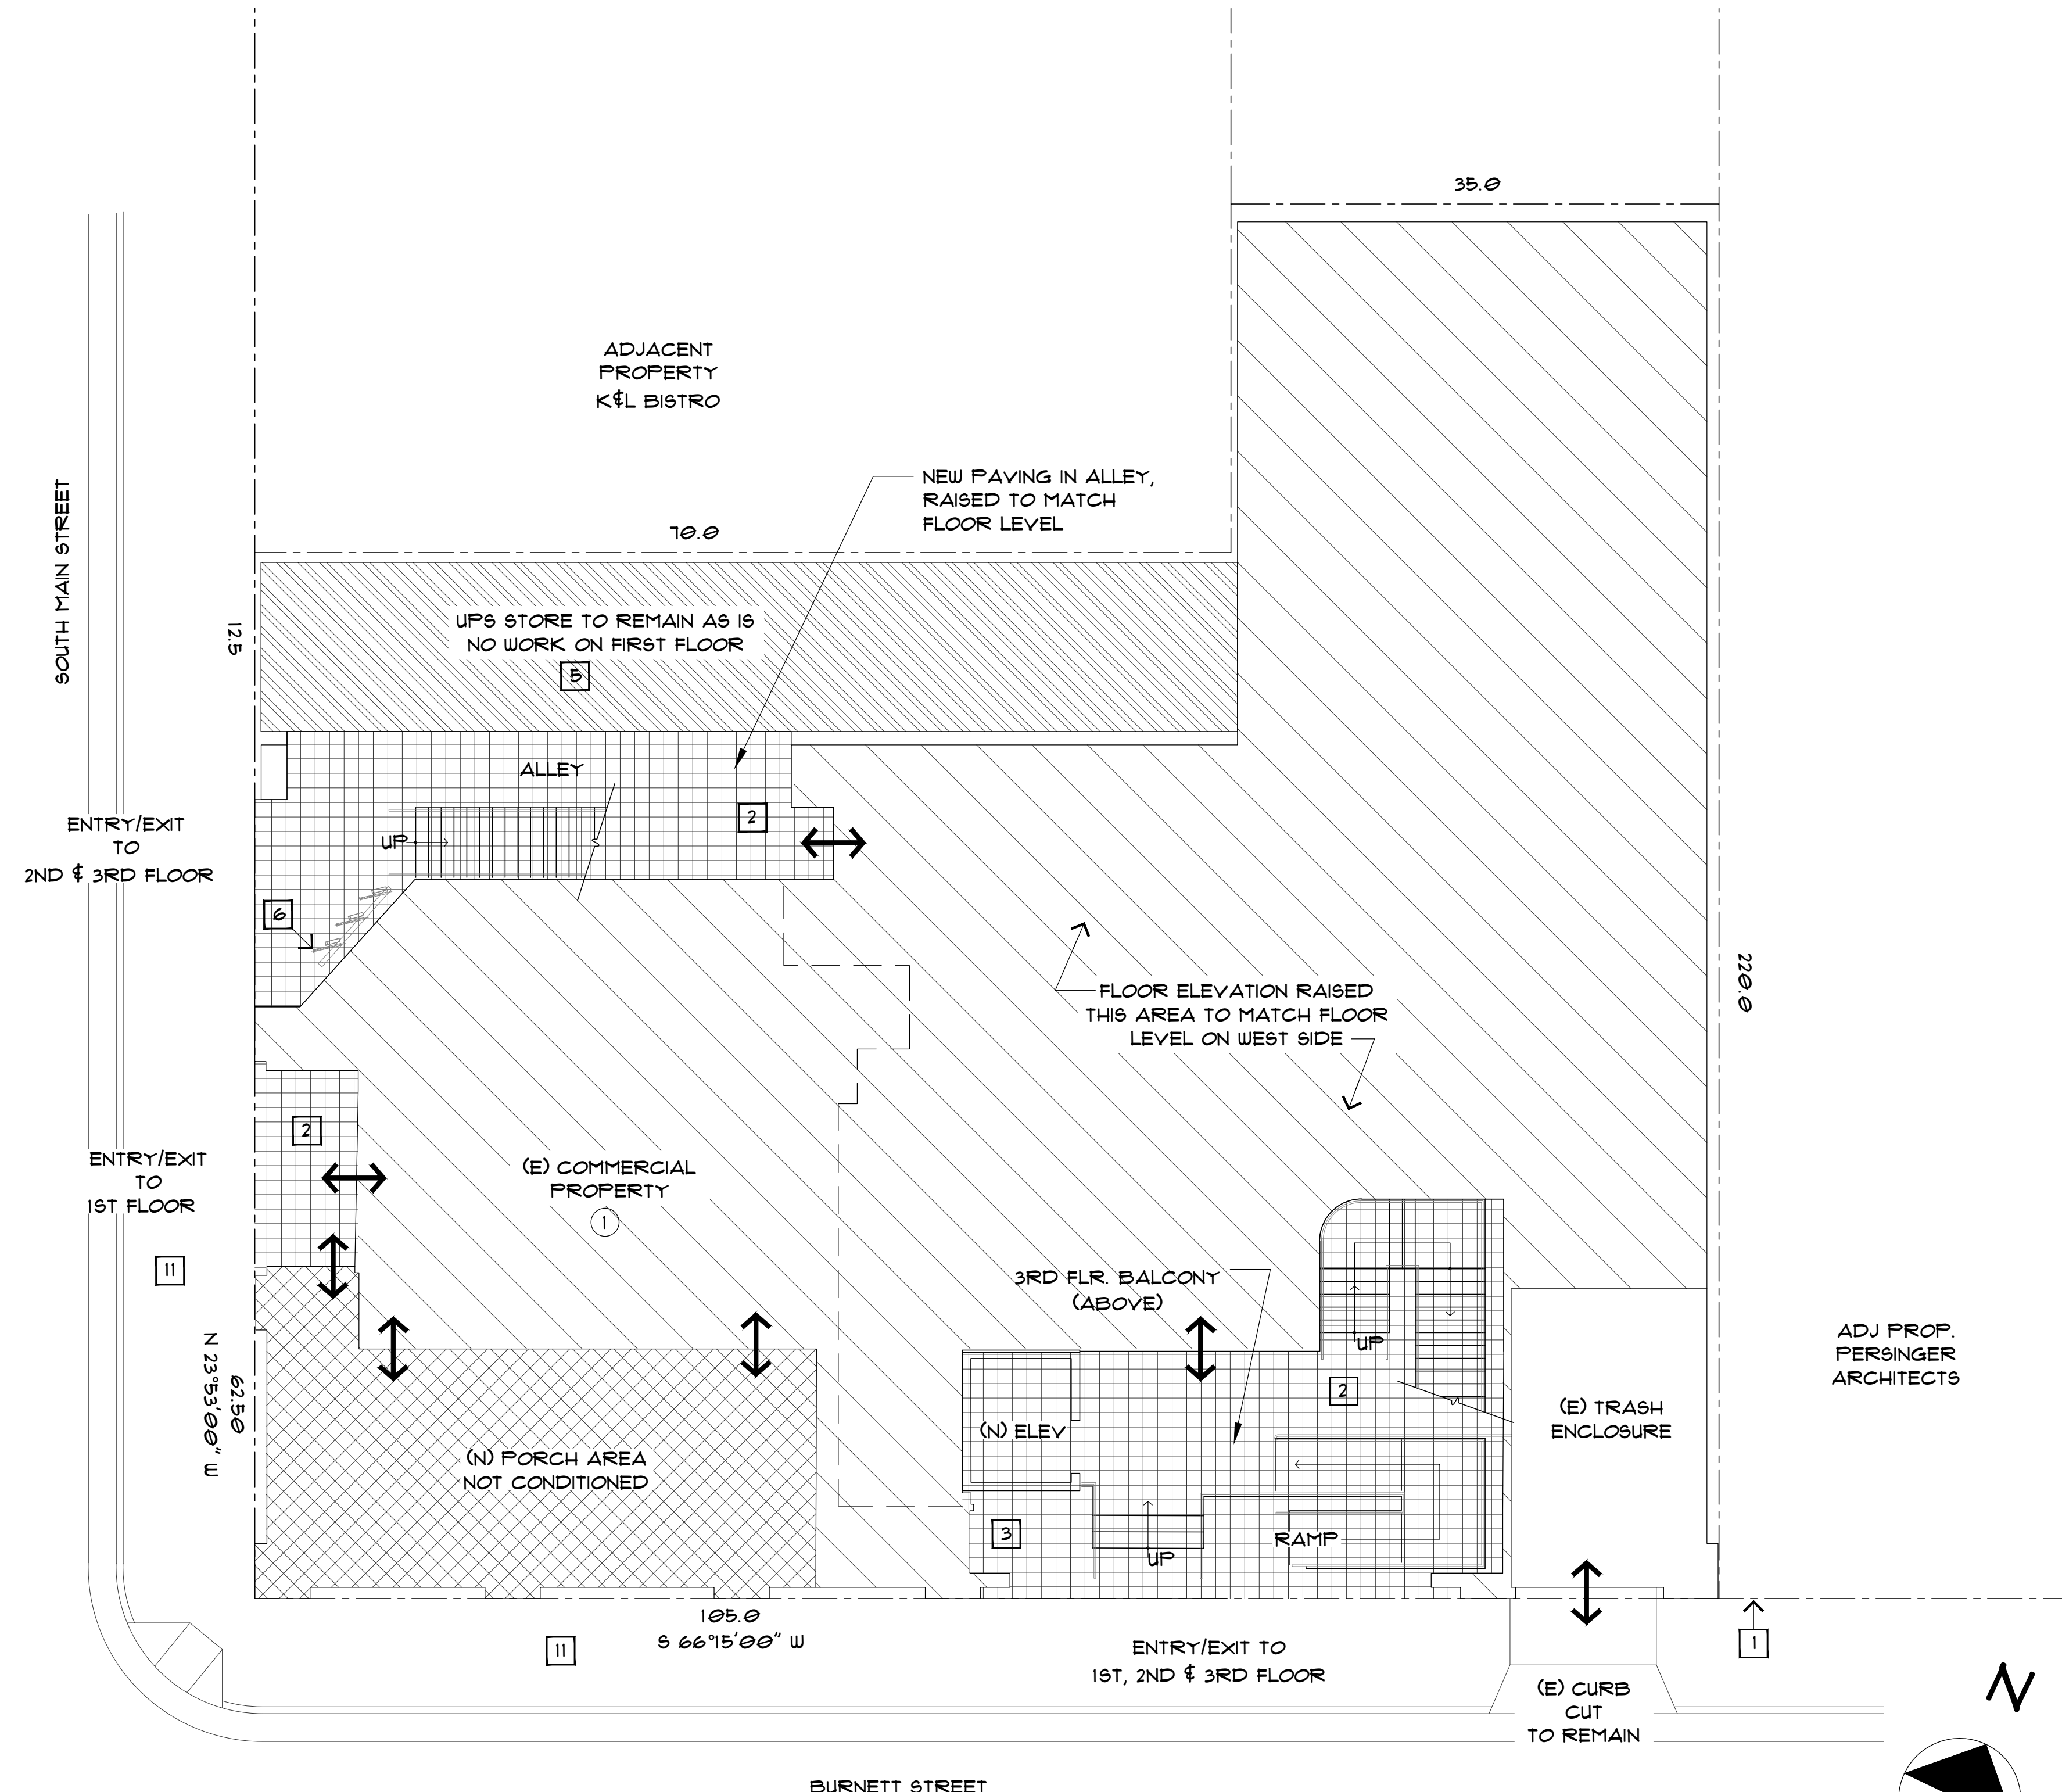 35.0
ADJACENT
PROPERTY
K&L BISTRO
NEW PAVING IN ALLEY,
RAISED TO MATCH
FLOOR LEVEL
70.0
SOUTH MAIN STREET
12.5
UPS STORE TO REMAIN AS IS
NO WORK ON FIRST FLOOR
5
ALLEY
2
UP
ENTRY/EXIT
TO
2ND & 3RD FLOOR
6
FLOOR ELEVATION RAISED
THIS AREA TO MATCH FLOOR
LEVEL ON WEST SIDE
220.0
2
ENTRY/EXIT
TO
1ST FLOOR
11
(E) COMMERCIAL
PROPERTY
1
3RD FLR. BALCONY
(ABOVE)
UP
2
ADJ PROP.
PERSINGER
ARCHITECTS
N 23°53'00" W
62.50
(E) TRASH
ENCLOSURE
(N) ELEV
(N) PORCH AREA
NOT CONDITIONED
3
UP
RAMP
105.0
S 66°15'00" W
11
ENTRY/EXIT TO
1ST, 2ND & 3RD FLOOR
1
(E) CURB
CUT
TO REMAIN
N
BURNETT STREET